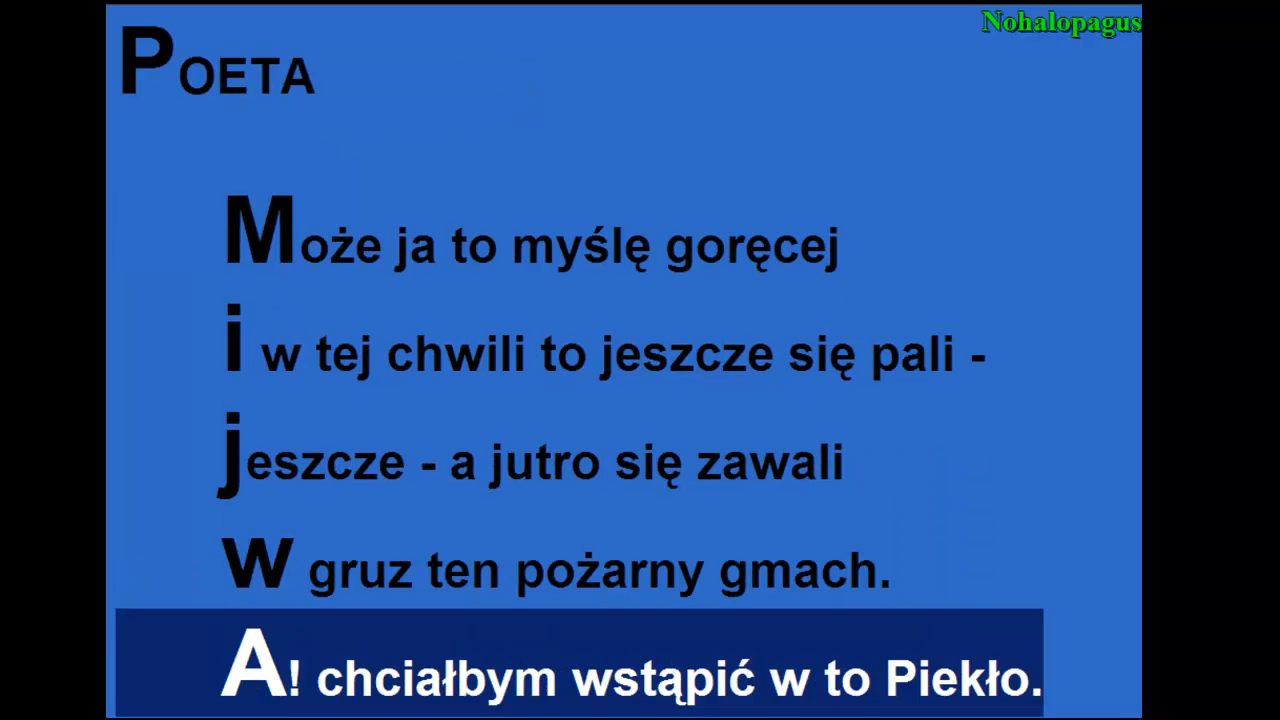 Nohalopagus
POETA
Może ja to myślę goręcej
i w tej chwili to jeszcze się pali -
jeszcze - a jutro się zawali
w gruz ten pożarny gmach.
A! chciałbym wstąpić w to Piekło.